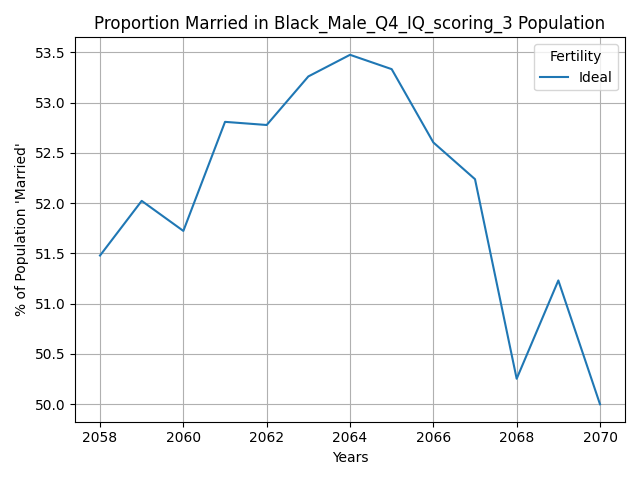 Proportion Married in Black_Male_Q4_IQ_scoring_3 Population
% of Population 'Married'
53.5
53.0
52.5
52.0
51.5
51.0
50.5
50.0
Fertility
Ideal
2058 2060 2062 2064 2066 2068 2070
Years